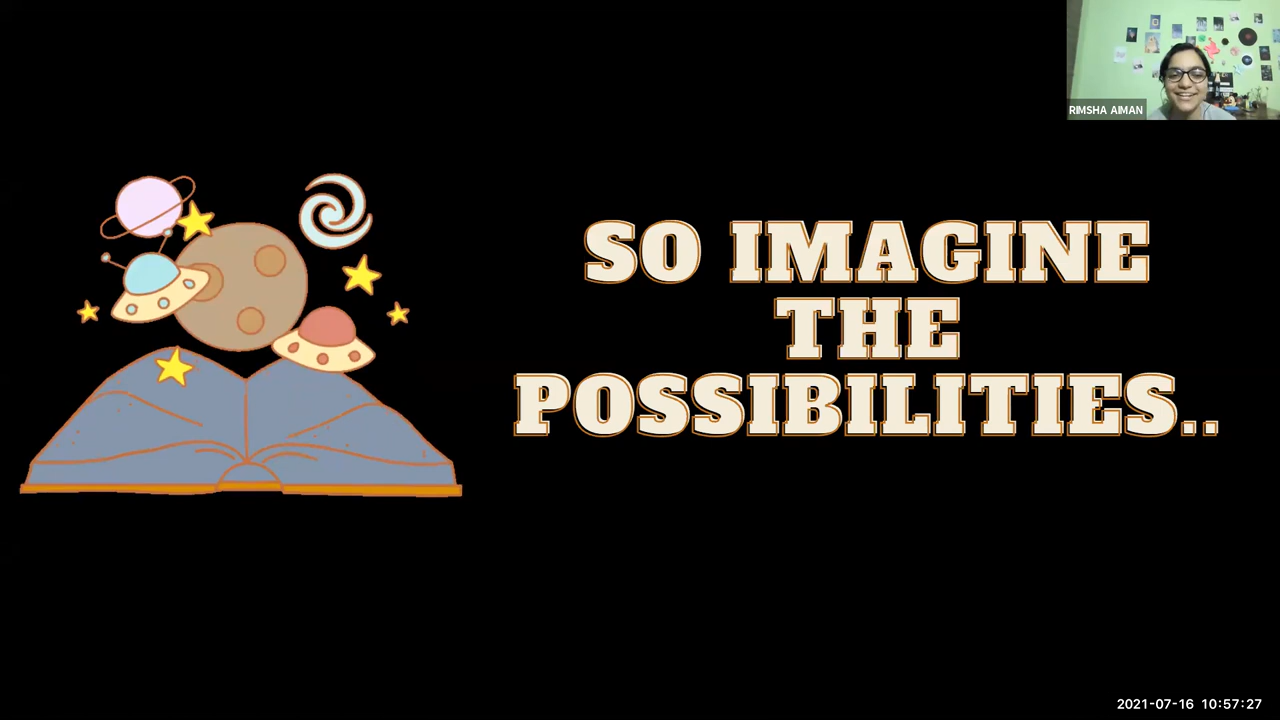 RIMSHA AIMAN
SO IMAGINE
THE
POSSIBILITIES..
2021-07-16 10:57:27